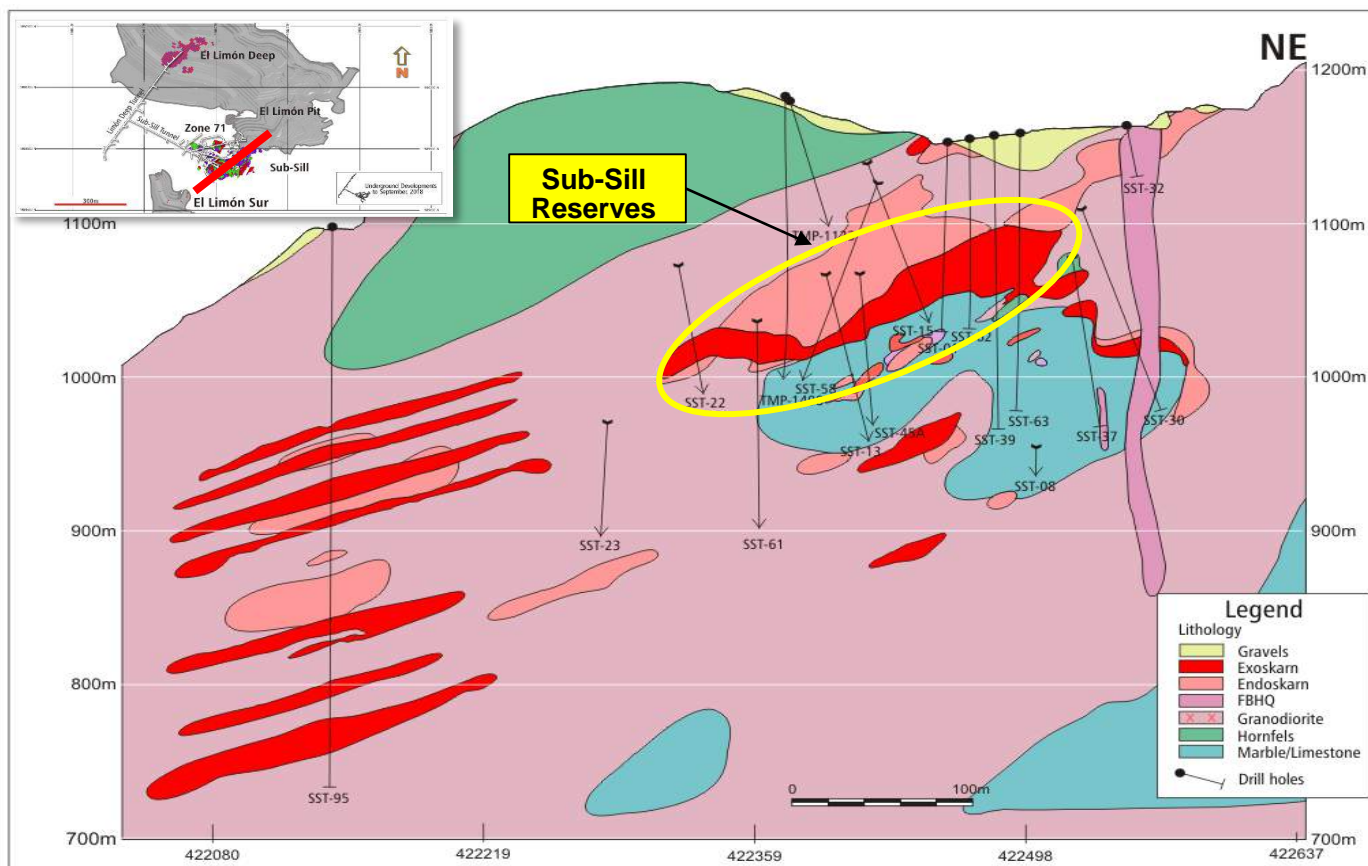 El Limón Deep
N
El Limón Pit
Limón Deep Tunnel
Sub-Sill Tunnel
Zone 71
Sub-Sill
El Limón Sur
300m
Underground Developments
to September, 2018
NE
1200m
Sub-Sill
Reserves
SST-32
1100m
1100m
SST-15
SST-58
1000m
1000m
SST-22
SST-63
SST-30
SST-45A
SST-39
SST-37
SST-13
SST-08
900m
900m
SST-23
SST-61
Legend
Lithology
Gravels
Exoskarn
Endoskarn
FBHQ
Granodiorite
Hornfels
Marble/Limestone
Drill holes
800m
0
100m
SST-95
700m
700m
422080
422219
422359
422498
422637